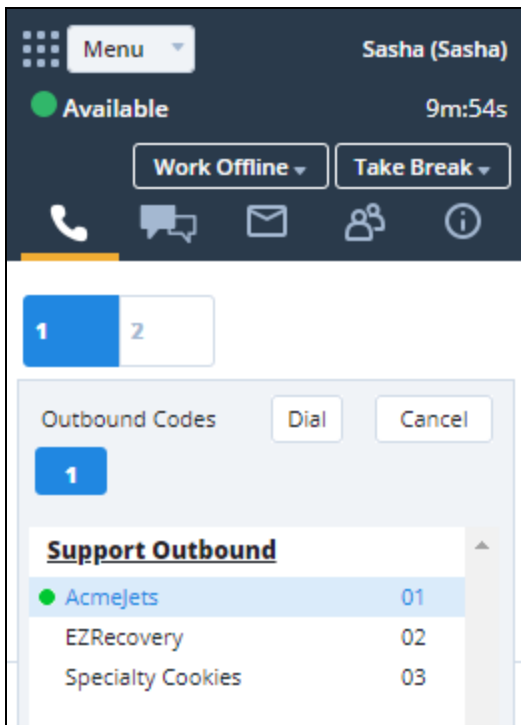 Menu Sasha (Sasha)
Available 9m:54s
Work Offline Take Break
1 2
Outbound Codes Dial Cancel
1
Support Outbound
AcmeJets 01
EZRecovery 02
Specialty Cookies 03